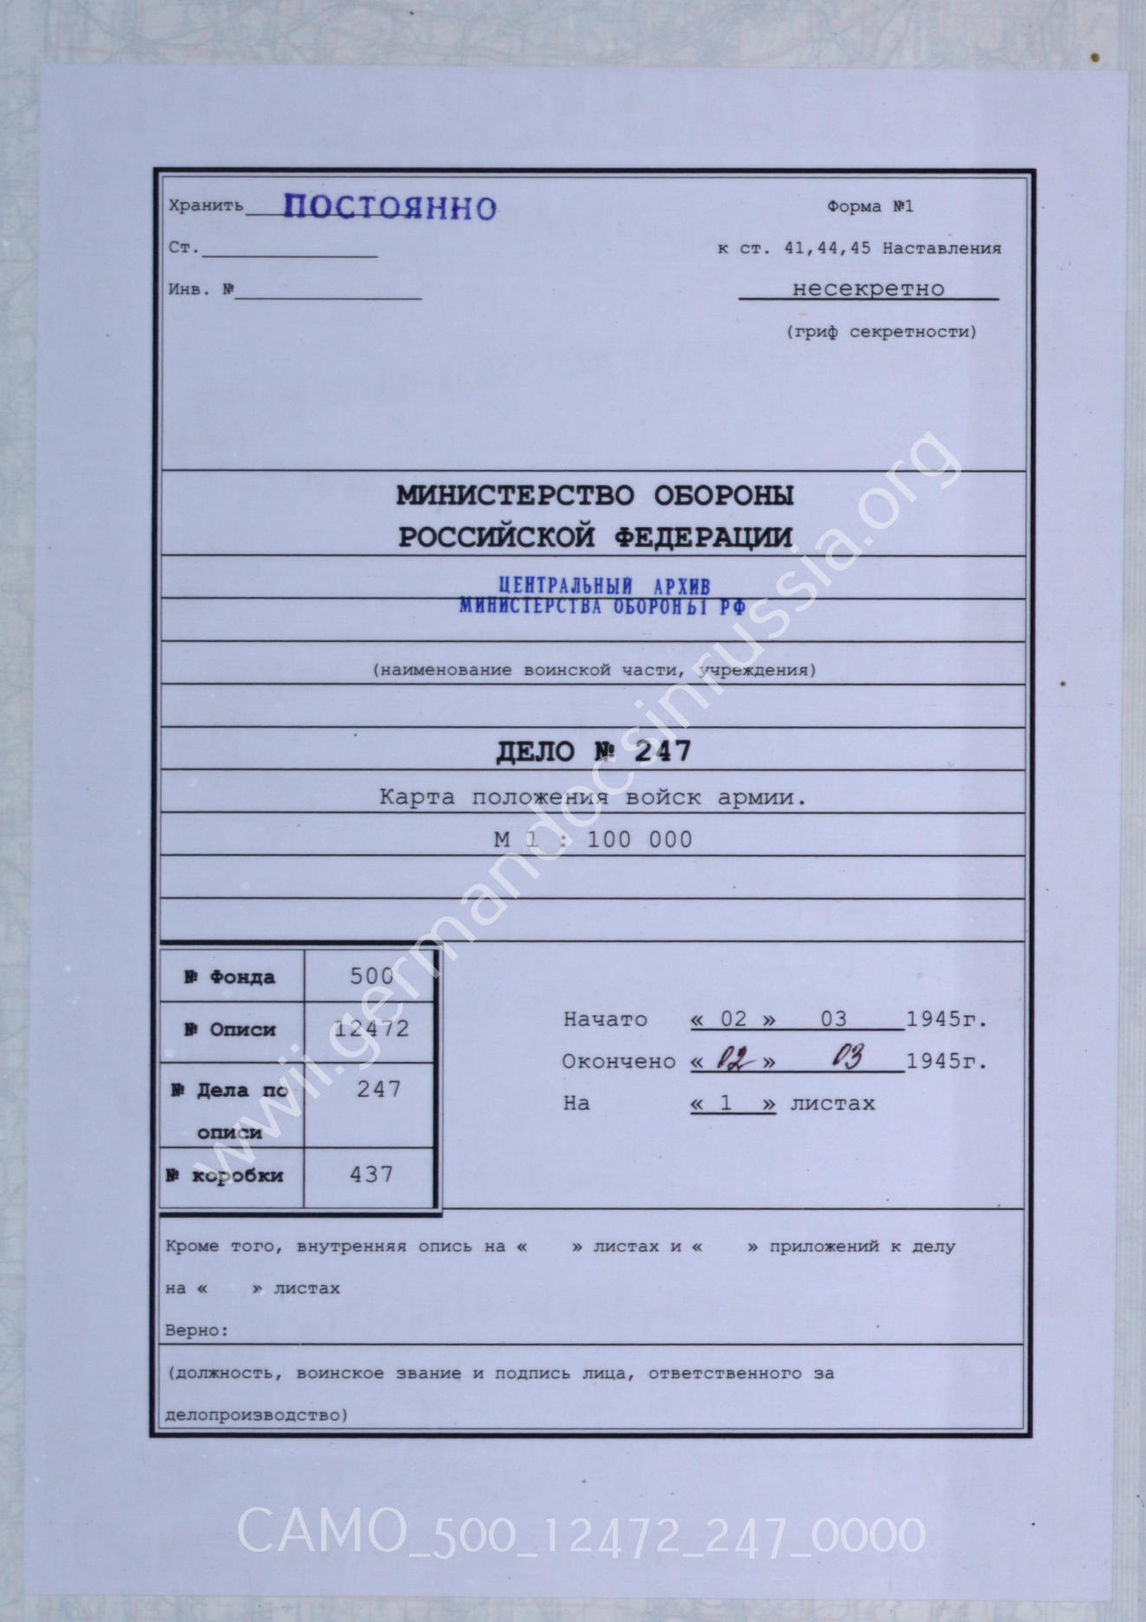 Хранить ПОСТОЯННО
Форма №1
Ст.
к ст. 41,44,45 Наставления
Инв. №
несекретно
(гриф секретности)
МИНИСТЕРСТВО ОБОРОНЫ
РОССИЙСКОЙ ФЕДЕРАЦИИ
ЦЕНТРАЛЬНЫЙ АРХИВ
МИНИСТЕРСТВА ОБОРОНЫ РФ
(наименование воинской части, учреждения)
ДЕЛО № 247
Карта положения войск армии.
М 1 : 100 000
№ Фонда 500
№ Описи 12472
№ Дела по описи 247
№ коробки 437
Начато « 02 » 03 1945г.
Окончено « 02 » 03 1945г.
На « 1 » листах
Кроме того, внутренняя опись на « » листах и « » приложений к делу
на « » листах
Верно:
(должность, воинское звание и подпись лица, ответственного за
делопроизводство)
wwii.germandocsinrussia.org
CAMO_500_12472_247_0000